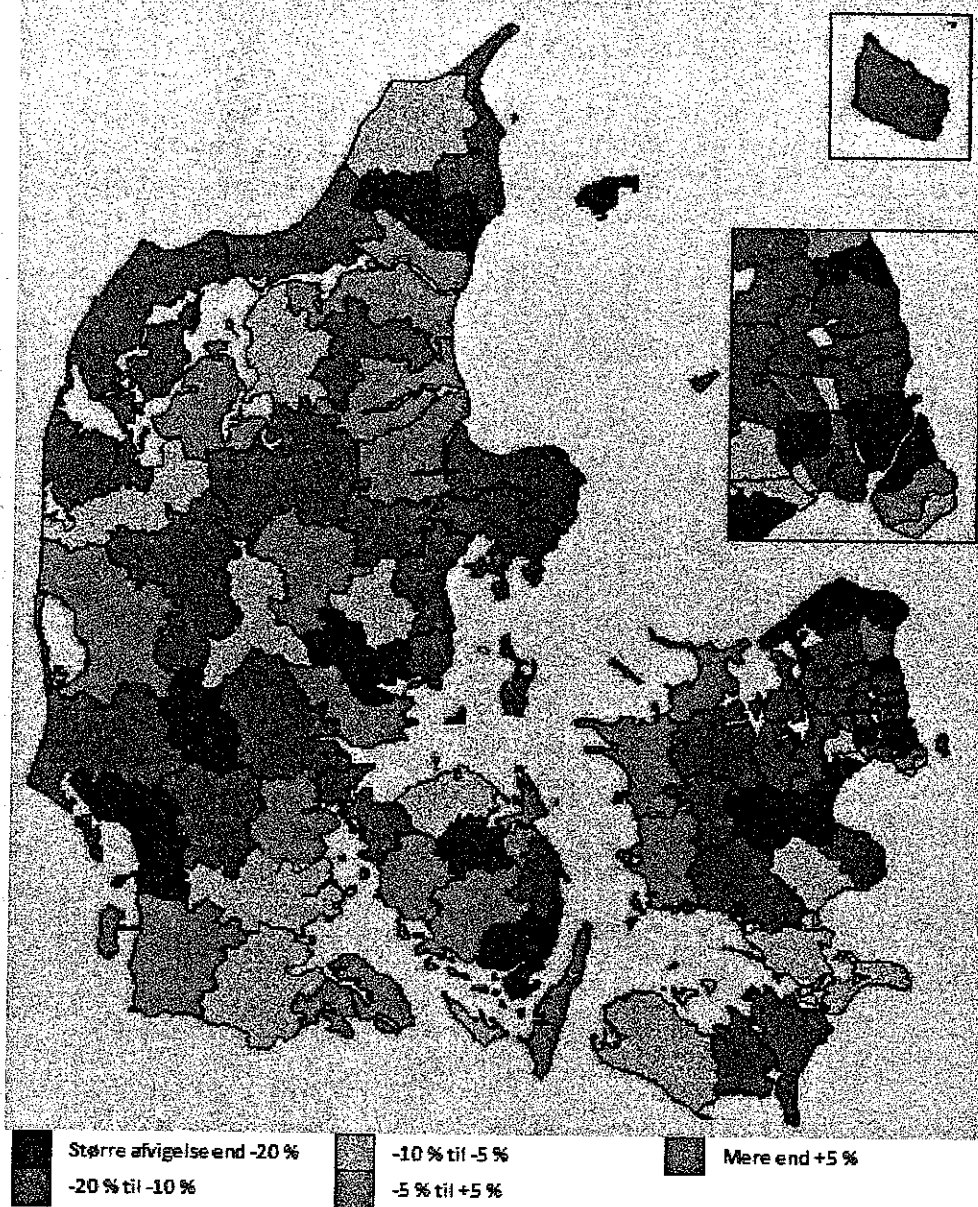 Større afvigelse end -20 %
-20 % til -10 %
-10 % til -5 %
-5 % til +5 %
Mere end +5 %